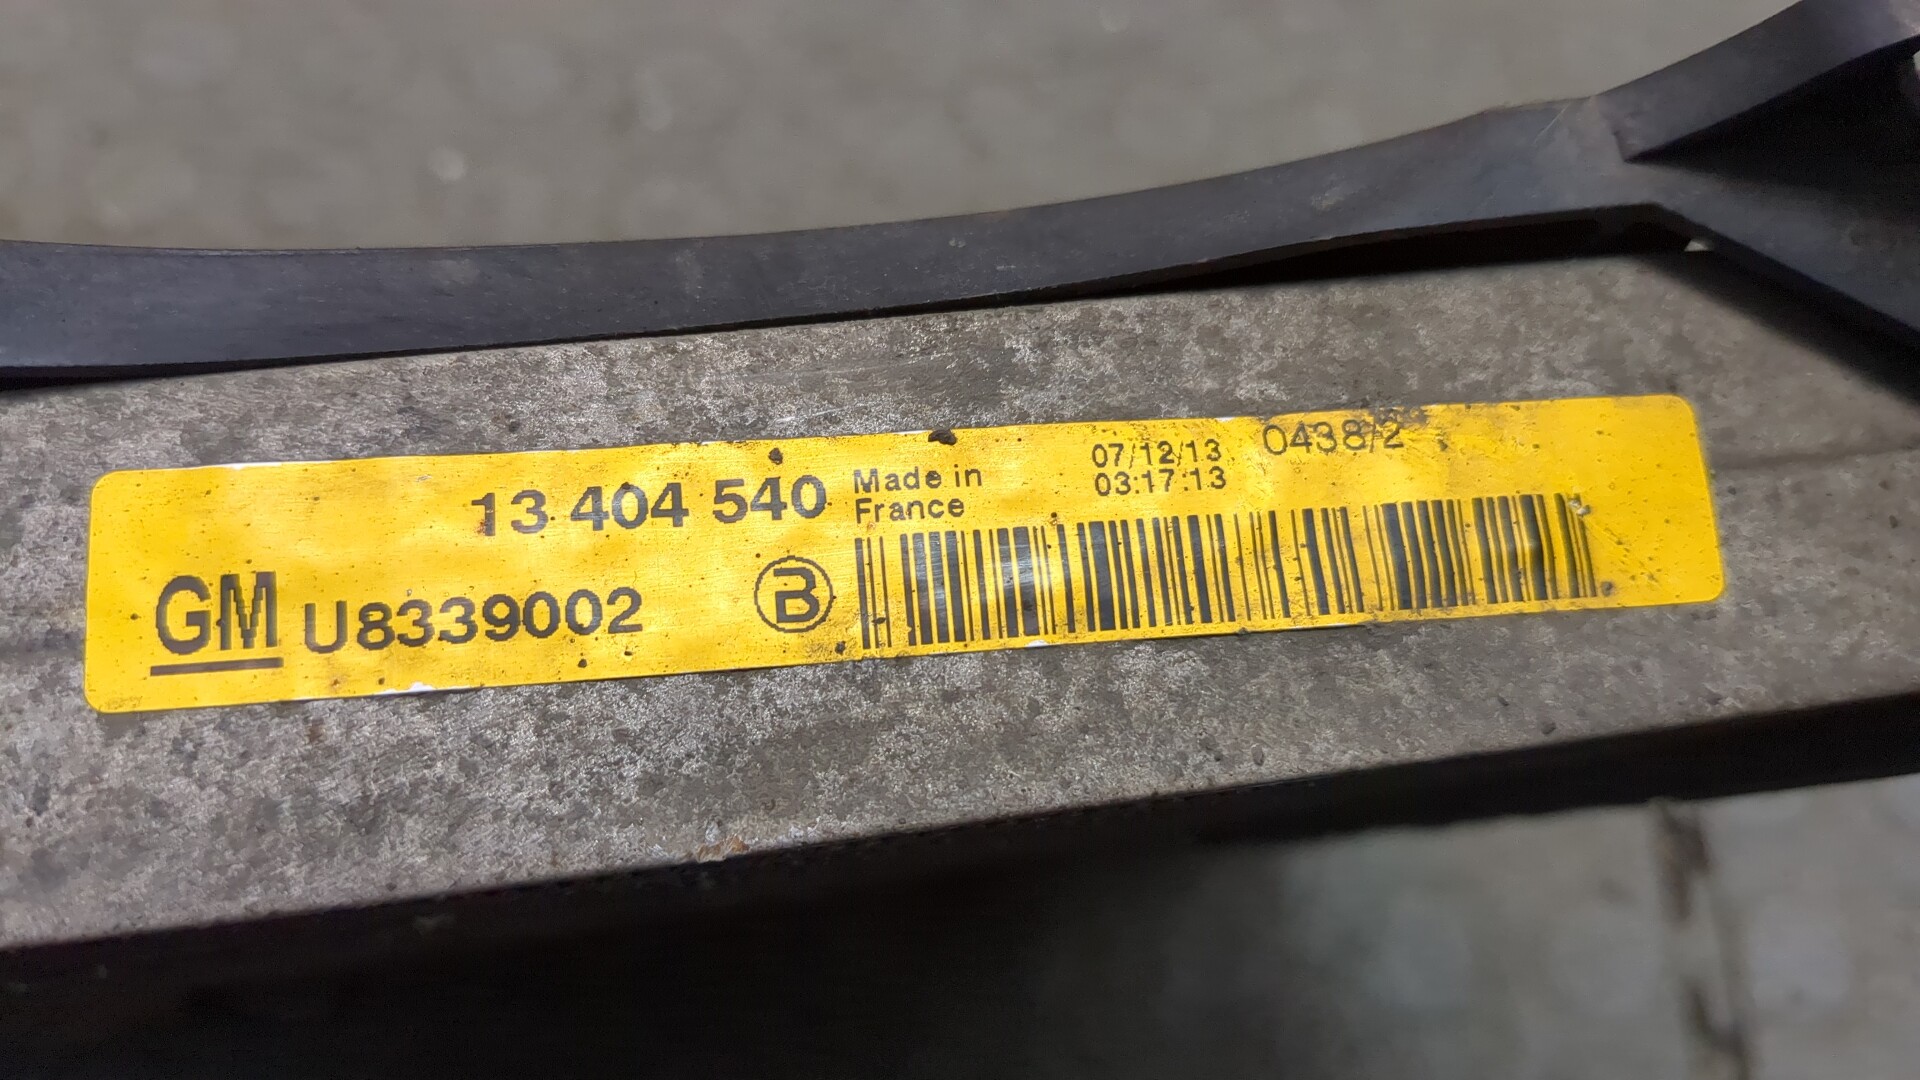 13 404 540
Made in
France
07/12/13
03:17:13
0438/2
GM U8339002
B